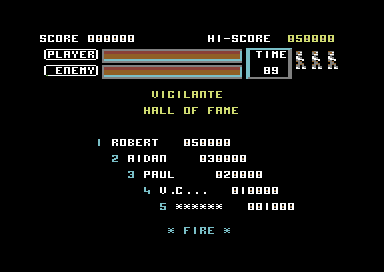 SCORE 000000 HI-SCORE 050000
PLAYER TIME
ENEMY 89
VIGILANTE
HALL OF FAME
1 ROBERT 050000
2 AIDAN 030000
3 PAUL 020000
4 V.C... 010000
5 ****** 001000
* FIRE *